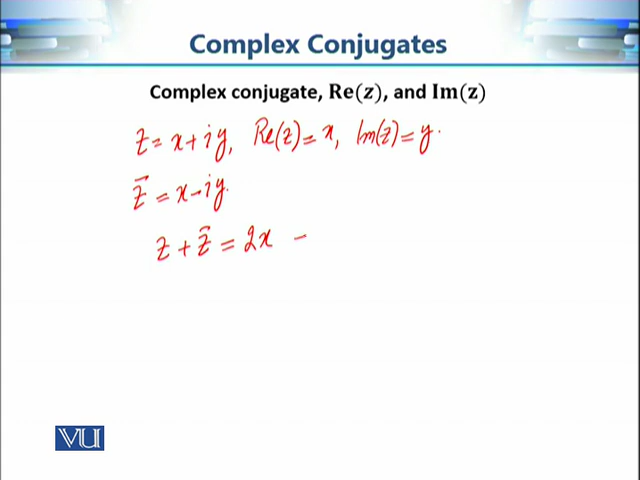 Complex Conjugates
Complex conjugate, Re(z), and Im(z)
z = x + iy, Re(z) = x, Im(z) = y.
z̄ = x - iy.
z + z̄ = 2x -
VU